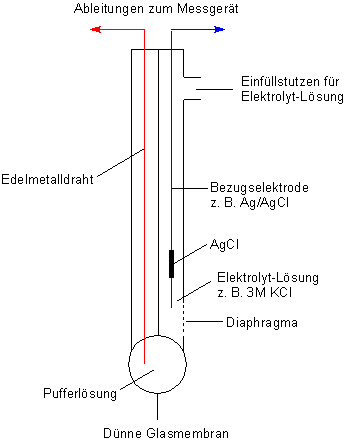 Ableitungen zum Messgerät
Einfüllstutzen für
Elektrolyt-Lösung
Edelmetalldraht
Bezugselektrode
z. B. Ag/AgCl
AgCl
Elektrolyt-Lösung
z. B. 3M KCl
Diaphragma
Pufferlösung
Dünne Glasmembran